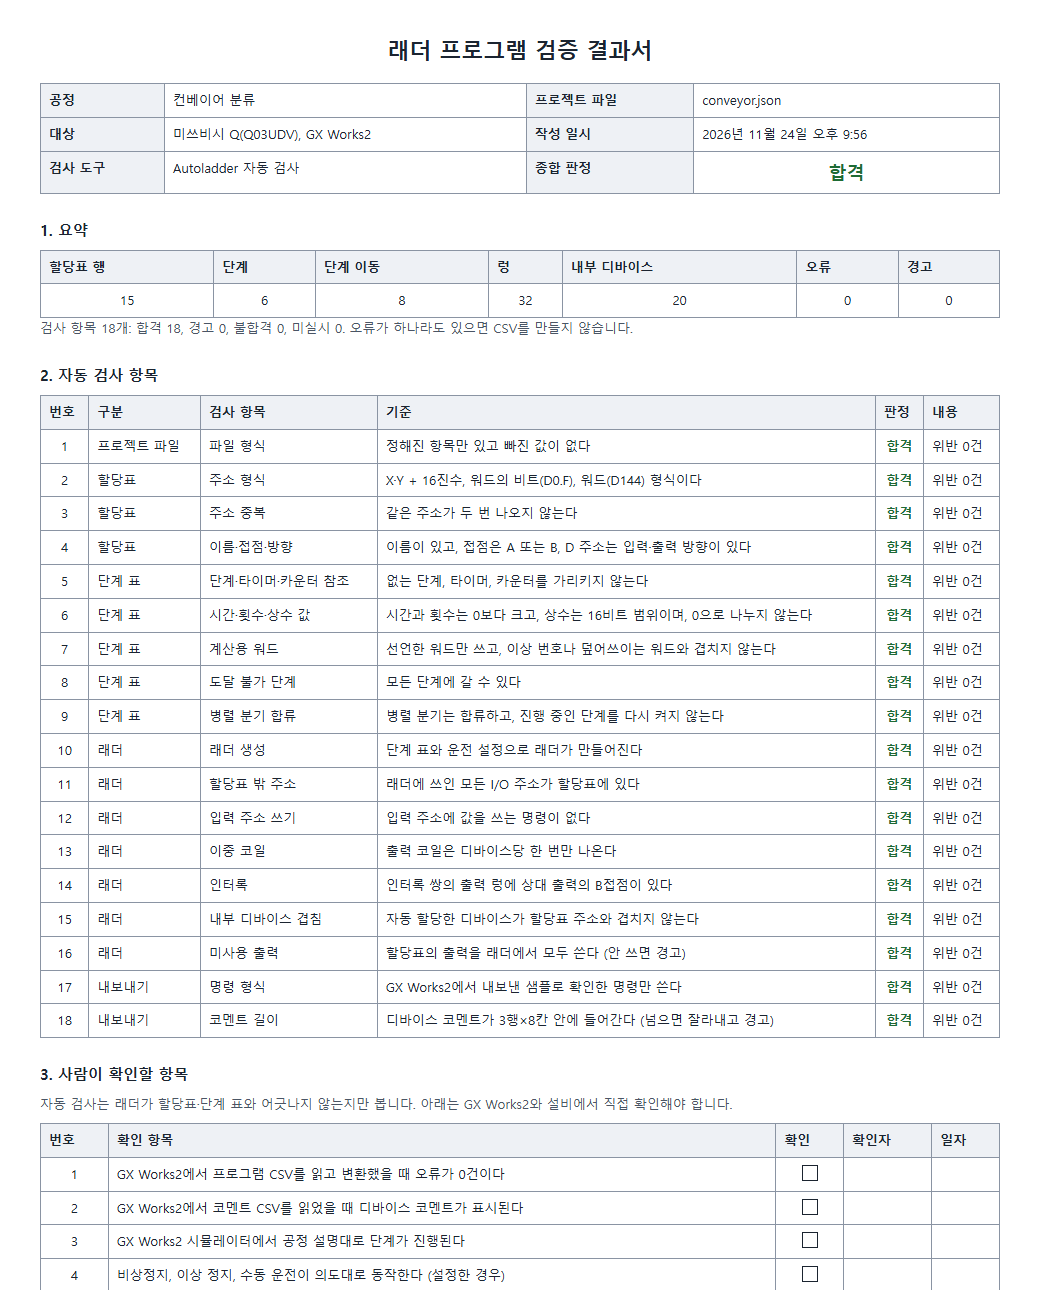 래더 프로그램 검증 결과서
공정 컨베이어 분류 프로젝트 파일 conveyor.json
대상 미쓰비시 Q(Q03UDV), GX Works2 작성 일시 2026년 11월 24일 오후 9:56
검사 도구 Autoladder 자동 검사 종합 판정 합격
1. 요약
할당표 행 단계 단계 이동 렁 내부 디바이스 오류 경고
15 6 8 32 20 0 0
검사 항목 18개: 합격 18, 경고 0, 불합격 0, 미실시 0. 오류가 하나라도 있으면 CSV를 만들지 않습니다.
2. 자동 검사 항목
번호 구분 검사 항목 기준 판정 내용
1 프로젝트 파일 파일 형식 정해진 항목만 있고 빠진 값이 없다 합격 위반 0건
2 할당표 주소 형식 X·Y + 16진수, 워드의 비트(D0.F), 워드(D144) 형식이다 합격 위반 0건
3 할당표 주소 중복 같은 주소가 두 번 나오지 않는다 합격 위반 0건
4 할당표 이름·접점·방향 이름이 있고, 접점은 A 또는 B, D 주소는 입력·출력 방향이 있다 합격 위반 0건
5 단계 표 단계·타이머·카운터 참조 없는 단계, 타이머, 카운터를 가리키지 않는다 합격 위반 0건
6 단계 표 시간·횟수·상수 값 시간과 횟수는 0보다 크고, 상수는 16비트 범위이며, 0으로 나누지 않는다 합격 위반 0건
7 단계 표 계산용 워드 선언한 워드만 쓰고, 이상 번호나 덮어쓰이는 워드와 겹치지 않는다 합격 위반 0건
8 단계 표 도달 불가 단계 모든 단계에 갈 수 있다 합격 위반 0건
9 단계 표 병렬 분기 합류 병렬 분기는 합류하고, 진행 중인 단계를 다시 켜지 않는다 합격 위반 0건
10 래더 래더 생성 단계 표와 운전 설정으로 래더가 만들어진다 합격 위반 0건
11 래더 할당표 밖 주소 래더에 쓰인 모든 I/O 주소가 할당표에 있다 합격 위반 0건
12 래더 입력 주소 쓰기 입력 주소에 값을 쓰는 명령이 없다 합격 위반 0건
13 래더 이중 코일 출력 코일은 디바이스당 한 번만 나온다 합격 위반 0건
14 래더 인터록 인터록 쌍의 출력 렁에 상대 출력의 B접점이 있다 합격 위반 0건
15 래더 내부 디바이스 겹침 자동 할당한 디바이스가 할당표 주소와 겹치지 않는다 합격 위반 0건
16 래더 미사용 출력 할당표의 출력을 래더에서 모두 쓴다 (안 쓰면 경고) 합격 위반 0건
17 내보내기 명령 형식 GX Works2에서 내보낸 샘플로 확인한 명령만 쓴다 합격 위반 0건
18 내보내기 코멘트 길이 디바이스 코멘트가 3행×8칸 안에 들어간다 (넘으면 잘라내고 경고) 합격 위반 0건
3. 사람이 확인할 항목
자동 검사는 래더가 할당표·단계 표와 어긋나지 않는지만 봅니다. 아래는 GX Works2와 설비에서 직접 확인해야 합니다.
번호 확인 항목 확인 확인자 일자
1 GX Works2에서 프로그램 CSV를 읽고 변환했을 때 오류가 0건이다
2 GX Works2에서 코멘트 CSV를 읽었을 때 디바이스 코멘트가 표시된다
3 GX Works2 시뮬레이터에서 공정 설명대로 단계가 진행된다
4 비상정지, 이상 정지, 수동 운전이 의도대로 동작한다 (설정한 경우)